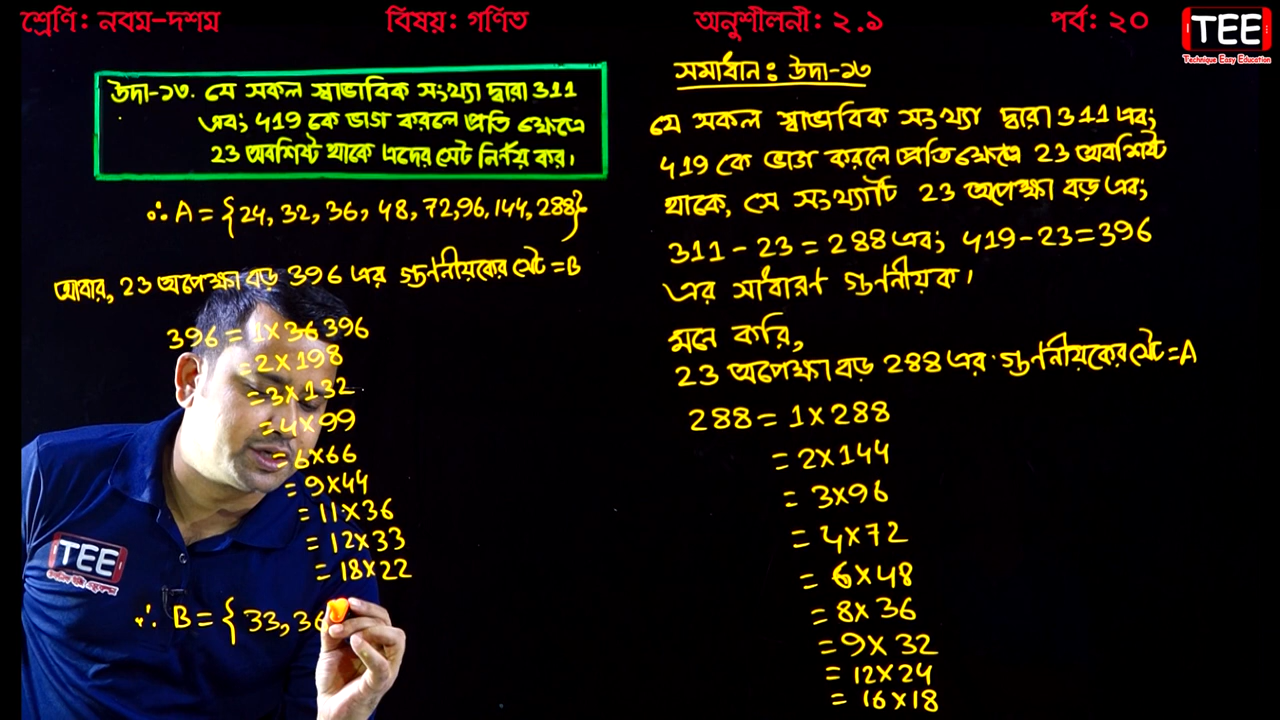 শ্রেণি: নবম-দশম
বিষয়: গণিত
অনুশীলনী: ২.১
পর্ব: ২০
TEE
Technique Easy Education
উদা-১৩. যে সকল স্বাভাবিক সংখ্যা দ্বারা 311
এবং 419 কে ভাগ করলে প্রতি ক্ষেত্রে
23 অবশিষ্ট থাকে এদের সেট নির্ণয় কর।
∴ A = {24, 32, 36, 48, 72, 96, 144, 288}
আবার, 23 অপেক্ষা বড় 396 এর গুণনীয়কের সেট = B
396 = 1×36 396
= 2×198
= 3×132
= 4×99
= 6×66
= 9×44
= 11×36
= 12×33
= 18×22
∴ B = { 33, 36
TEE
সমাধান : উদা-১৩
যে সকল স্বাভাবিক সংখ্যা দ্বারা 311 এবং
419 কে ভাগ করলে প্রতিক্ষেত্রে 23 অবশিষ্ট
থাকে, সে সংখ্যাটি 23 অপেক্ষা বড় এবং
311 - 23 = 288 এবং 419 - 23 = 396
এর সাধারণ গুণনীয়ক।
মনে করি,
23 অপেক্ষা বড় 288 এর গুণনীয়কের সেট = A
288 = 1×288
= 2×144
= 3×96
= 4×72
= 6×48
= 8×36
= 9×32
= 12×24
= 16×18